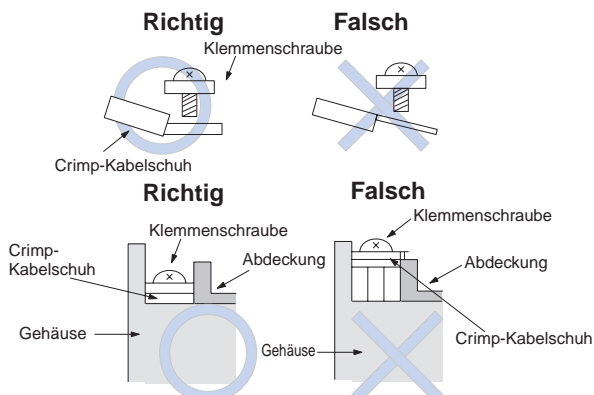 Richtig
Falsch
Klemmenschraube
Crimp-Kabelschuh
Richtig
Falsch
Klemmenschraube
Klemmenschraube
Crimp-
Kabelschuh
Abdeckung
Abdeckung
Gehäuse
Gehäuse
Crimp-Kabelschuh